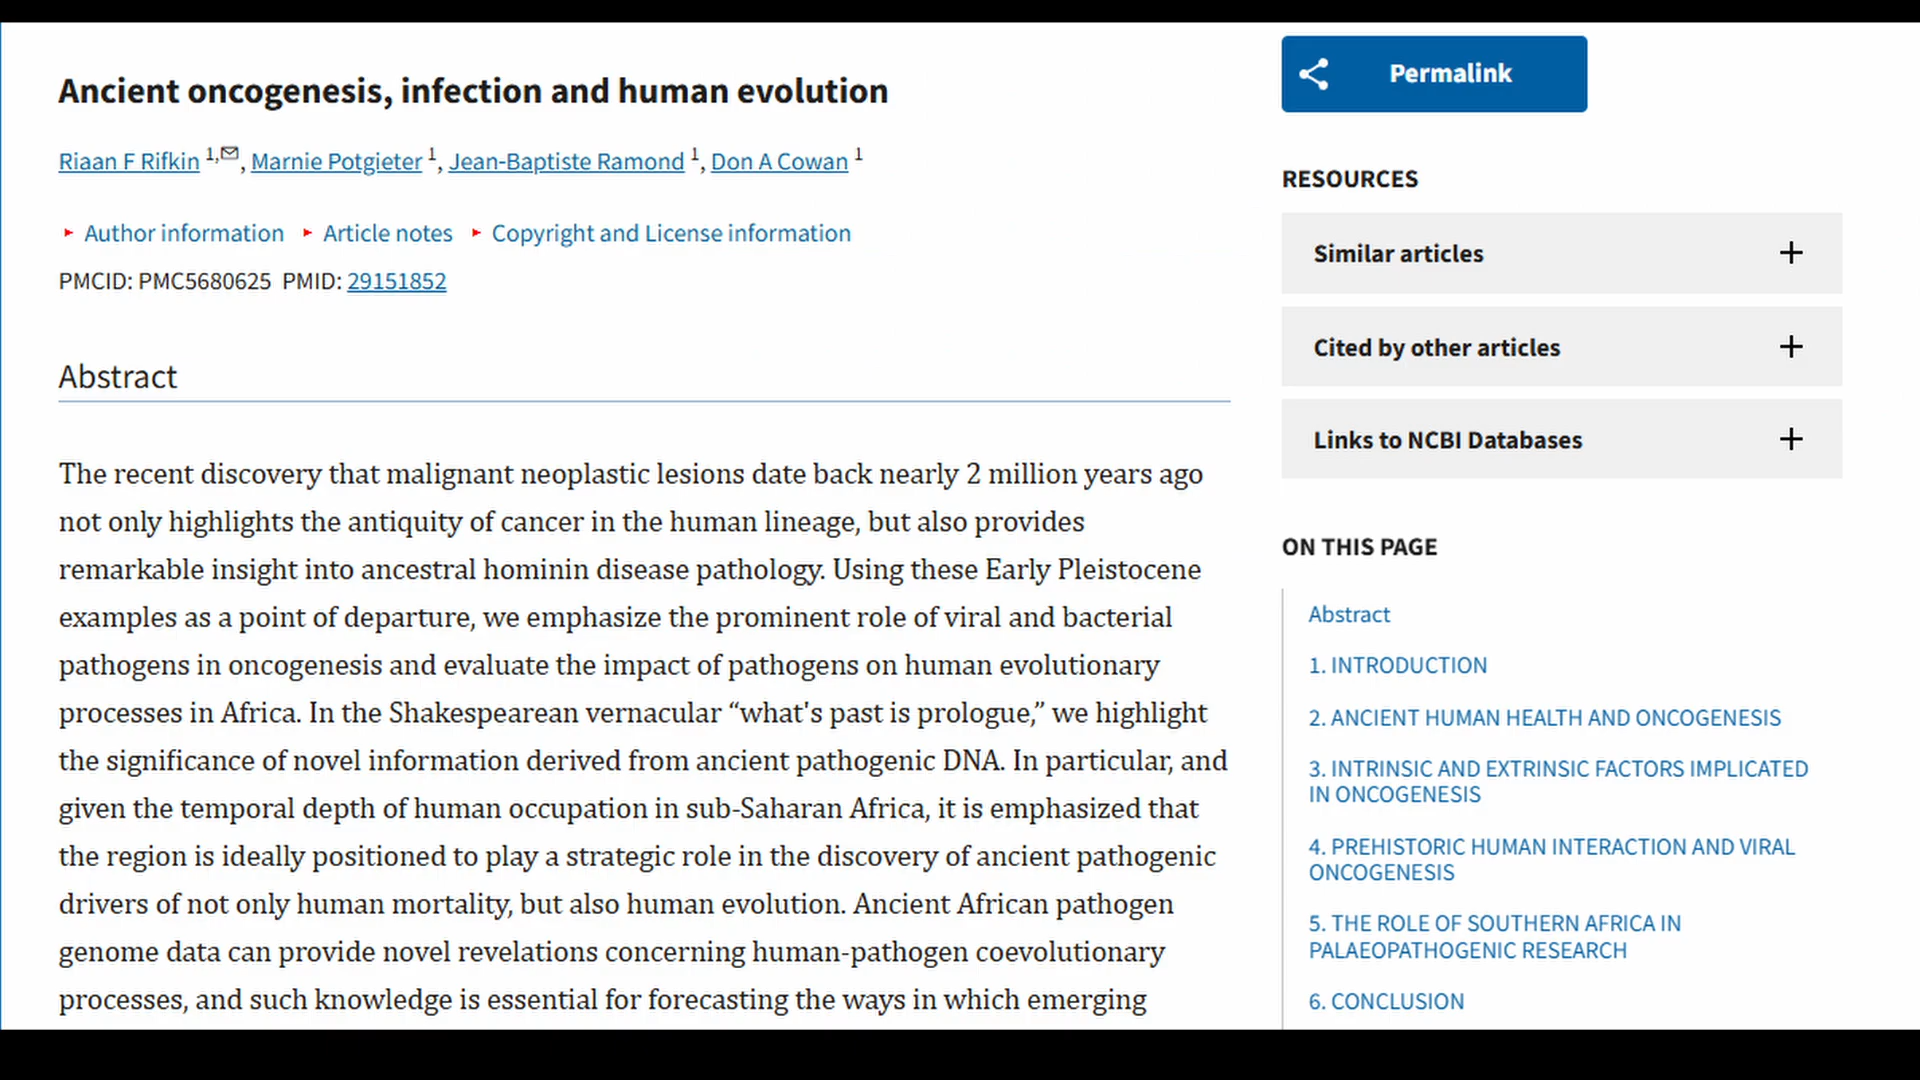 Ancient oncogenesis, infection and human evolution
Riaan F Rifkin 1,✉, Marnie Potgieter 1, Jean-Baptiste Ramond 1, Don A Cowan 1
▸ Author information ▸ Article notes ▸ Copyright and License information
PMCID: PMC5680625 PMID: 29151852
Abstract
The recent discovery that malignant neoplastic lesions date back nearly 2 million years ago
not only highlights the antiquity of cancer in the human lineage, but also provides
remarkable insight into ancestral hominin disease pathology. Using these Early Pleistocene
examples as a point of departure, we emphasize the prominent role of viral and bacterial
pathogens in oncogenesis and evaluate the impact of pathogens on human evolutionary
processes in Africa. In the Shakespearean vernacular “what's past is prologue,” we highlight
the significance of novel information derived from ancient pathogenic DNA. In particular, and
given the temporal depth of human occupation in sub-Saharan Africa, it is emphasized that
the region is ideally positioned to play a strategic role in the discovery of ancient pathogenic
drivers of not only human mortality, but also human evolution. Ancient African pathogen
genome data can provide novel revelations concerning human-pathogen coevolutionary
processes, and such knowledge is essential for forecasting the ways in which emerging
Permalink
RESOURCES
Similar articles +
Cited by other articles +
Links to NCBI Databases +
ON THIS PAGE
Abstract
1. INTRODUCTION
2. ANCIENT HUMAN HEALTH AND ONCOGENESIS
3. INTRINSIC AND EXTRINSIC FACTORS IMPLICATED
IN ONCOGENESIS
4. PREHISTORIC HUMAN INTERACTION AND VIRAL
ONCOGENESIS
5. THE ROLE OF SOUTHERN AFRICA IN
PALAEOPATHOGENIC RESEARCH
6. CONCLUSION